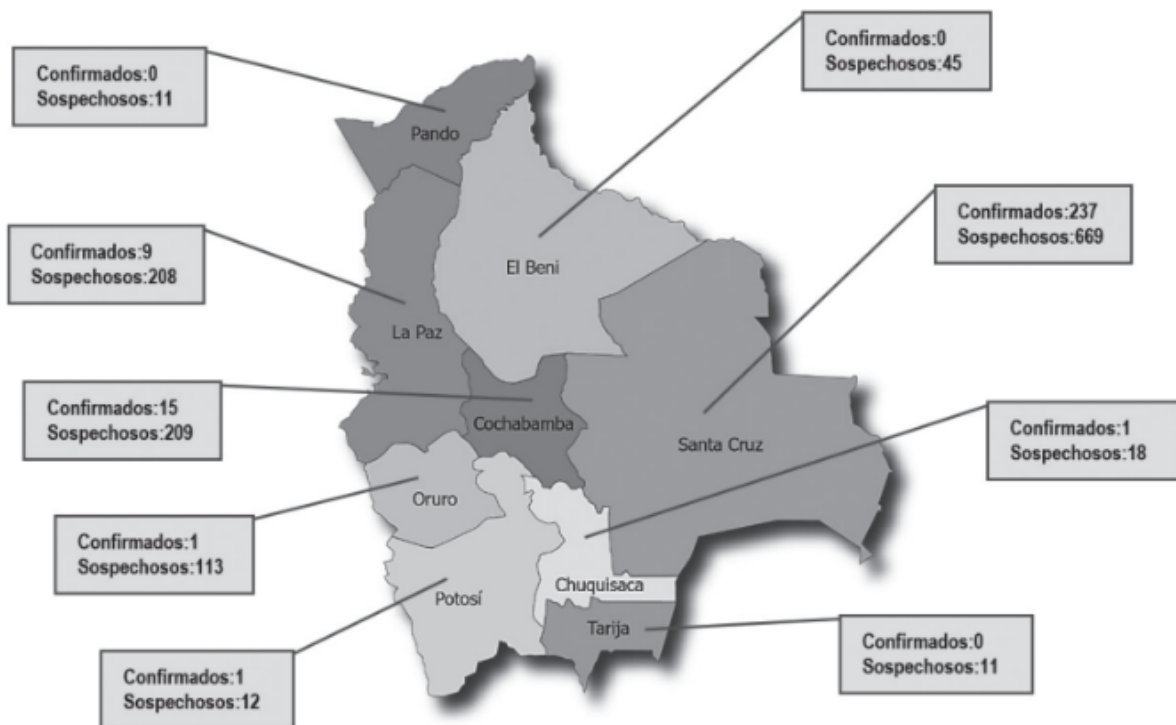 Confirmados:0
Sospechosos:11
Confirmados:0
Sospechosos:45
Pando
Confirmados:237
Sospechosos:669
Confirmados:9
Sospechosos:208
El Beni
La Paz
Confirmados:15
Sospechosos:209
Cochabamba
Santa Cruz
Confirmados:1
Sospechosos:18
Oruro
Confirmados:1
Sospechosos:113
Potosí
Chuquisaca
Tarija
Confirmados:0
Sospechosos:11
Confirmados:1
Sospechosos:12